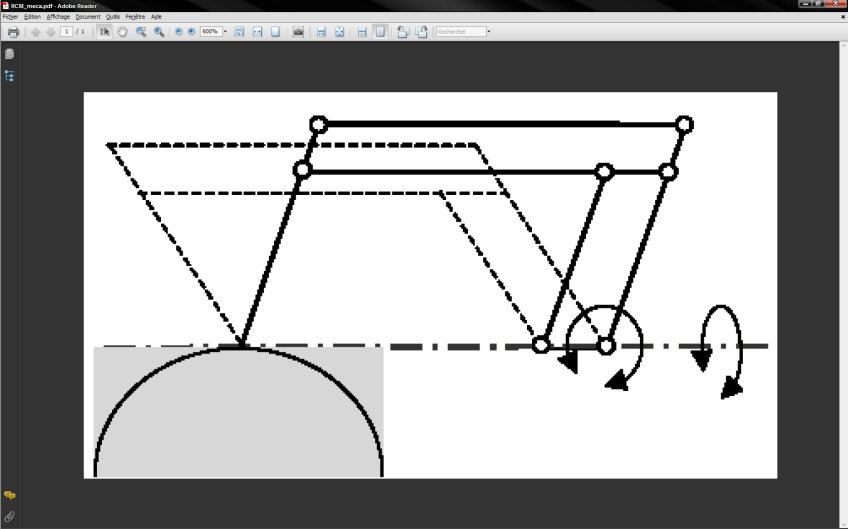 RCM_meca.pdf - Adobe Reader
Fichier Edition Affichage Document Outils Fenêtre Aide
1 / 1 600% Rechercher